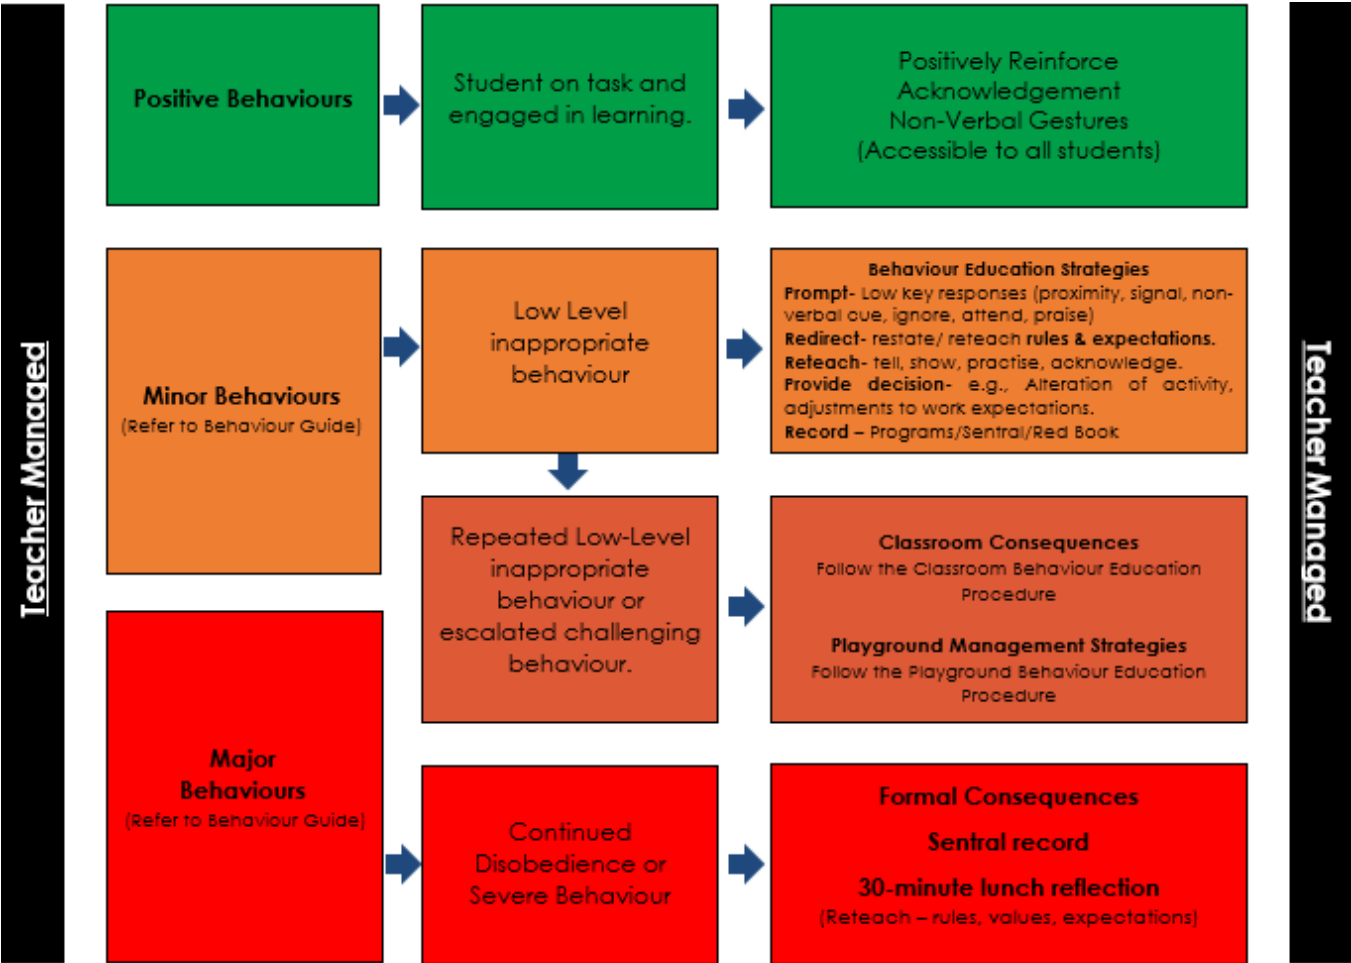 Teacher Managed
Positive Behaviours
Student on task and
engaged in learning.
Positively Reinforce
Acknowledgement
Non-Verbal Gestures
(Accessible to all students)
Minor Behaviours
(Refer to Behaviour Guide)
Low Level
inappropriate
behaviour
Behaviour Education Strategies
Prompt- Low key responses (proximity, signal, non-
verbal cue, ignore, attend, praise)
Redirect- restate/ reteach rules & expectations.
Reteach- tell, show, practise, acknowledge.
Provide decision- e.g., Alteration of activity,
adjustments to work expectations.
Record – Programs/Sentral/Red Book
Repeated Low-Level
inappropriate
behaviour or
escalated challenging
behaviour.
Classroom Consequences
Follow the Classroom Behaviour Education
Procedure
Playground Management Strategies
Follow the Playground Behaviour Education
Procedure
Major
Behaviours
(Refer to Behaviour Guide)
Continued
Disobedience or
Severe Behaviour
Formal Consequences
Sentral record
30-minute lunch reflection
(Reteach – rules, values, expectations)
Teacher Managed